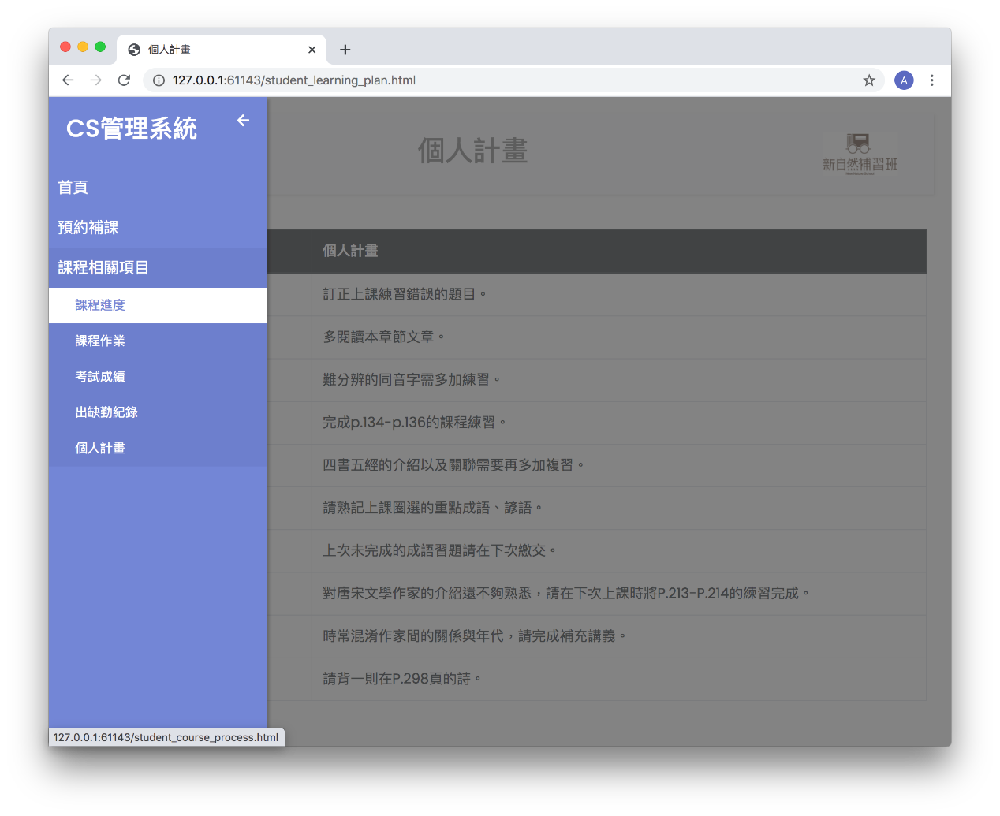 個人計畫
127.0.0.1:61143/student_learning_plan.html
A
CS管理系統
首頁
預約補課
課程相關項目
課程進度
課程作業
考試成績
出缺勤紀錄
個人計畫
個人計畫
新自然補習班
個人計畫
訂正上課練習錯誤的題目。
多閱讀本章節文章。
難分辨的同音字需多加練習。
完成p.134-p.136的課程練習。
四書五經的介紹以及關聯需要再多加複習。
請熟記上課圈選的重點成語、諺語。
上次未完成的成語習題請在下次繳交。
對唐宋文學作家的介紹還不夠熟悉，請在下次上課時將P.213-P.214的練習完成。
時常混淆作家間的關係與年代，請完成補充講義。
請背一則在P.298頁的詩。
127.0.0.1:61143/student_course_process.html